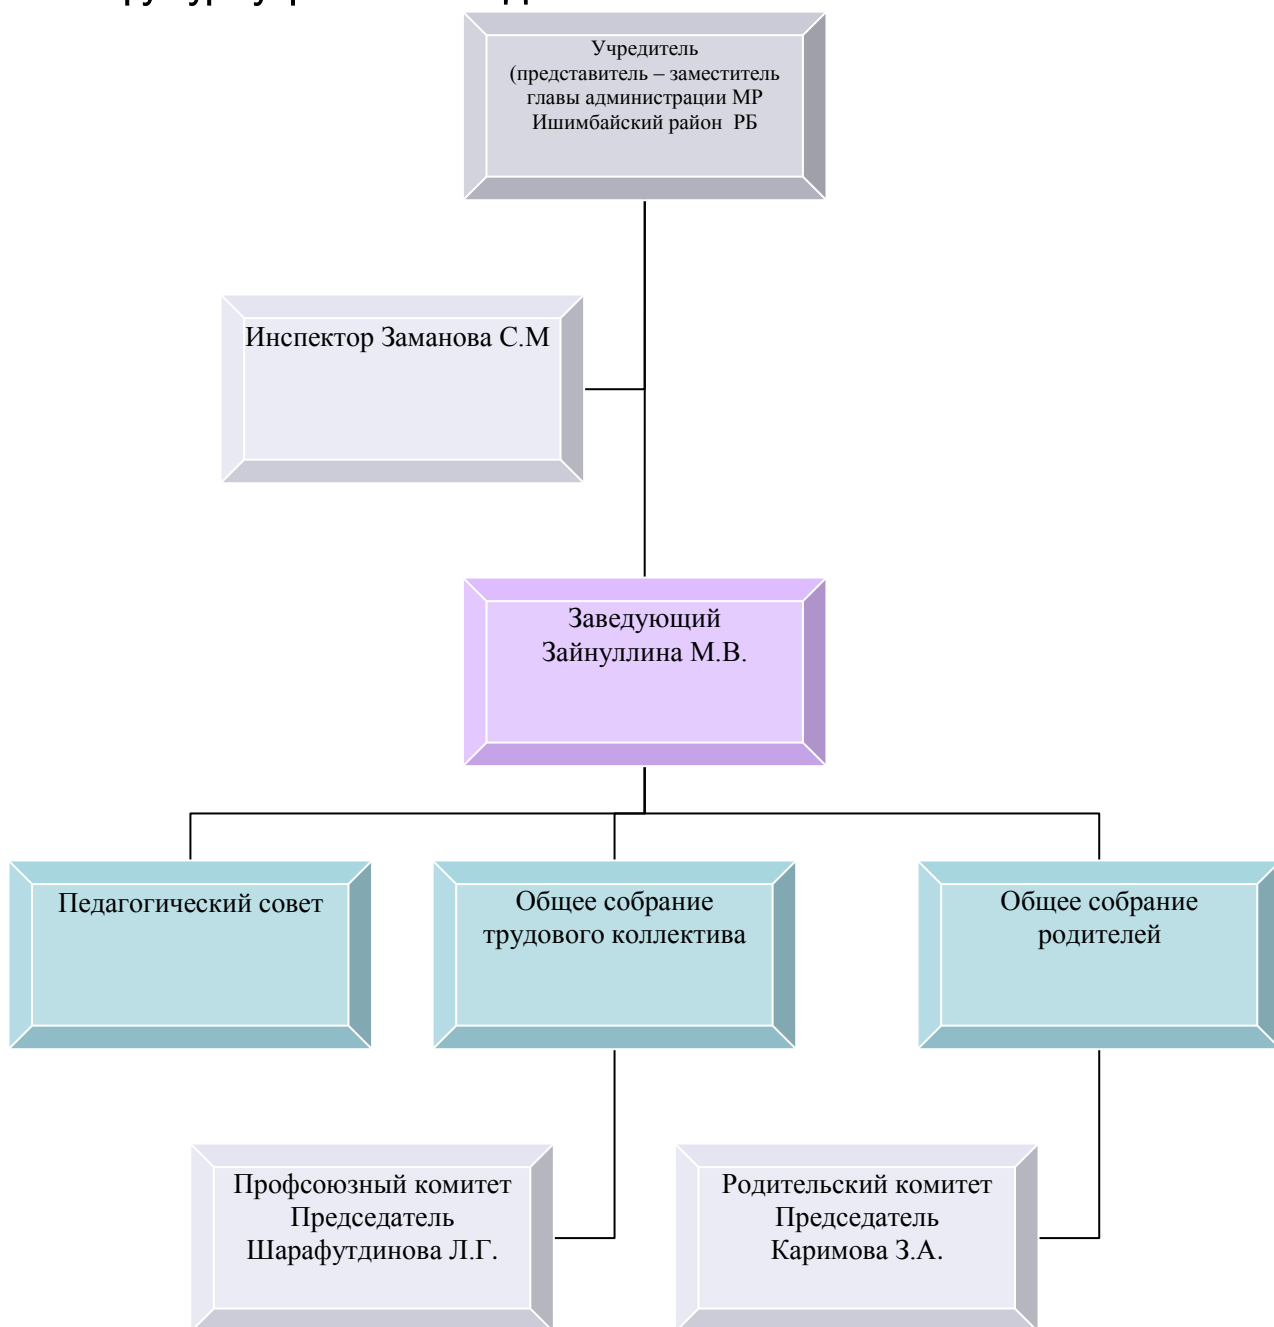 Учредитель
(представитель – заместитель
главы администрации МР
Ишимбайский район РБ
Инспектор Заманова С.М
Заведующий
Зайнуллина М.В.
Педагогический совет
Общее собрание
трудового коллектива
Общее собрание
родителей
Профсоюзный комитет
Председатель
Шарафутдинова Л.Г.
Родительский комитет
Председатель
Каримова З.А.